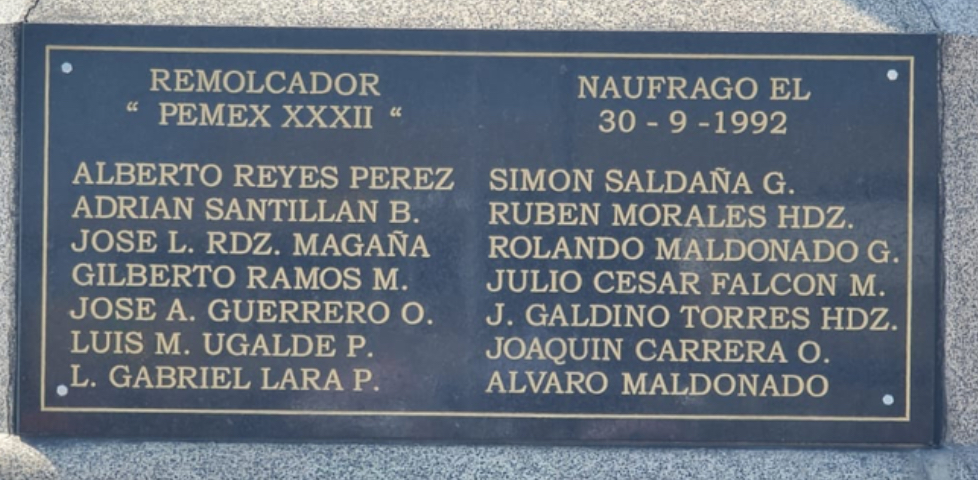 REMOLCADOR
“ PEMEX XXXII “
NAUFRAGO EL
30 - 9 -1992
ALBERTO REYES PEREZ
ADRIAN SANTILLAN B.
JOSE L. RDZ. MAGAÑA
GILBERTO RAMOS M.
JOSE A. GUERRERO O.
LUIS M. UGALDE P.
L. GABRIEL LARA P.
SIMON SALDAÑA G.
RUBEN MORALES HDZ.
ROLANDO MALDONADO G.
JULIO CESAR FALCON M.
J. GALDINO TORRES HDZ.
JOAQUIN CARRERA O.
ALVARO MALDONADO